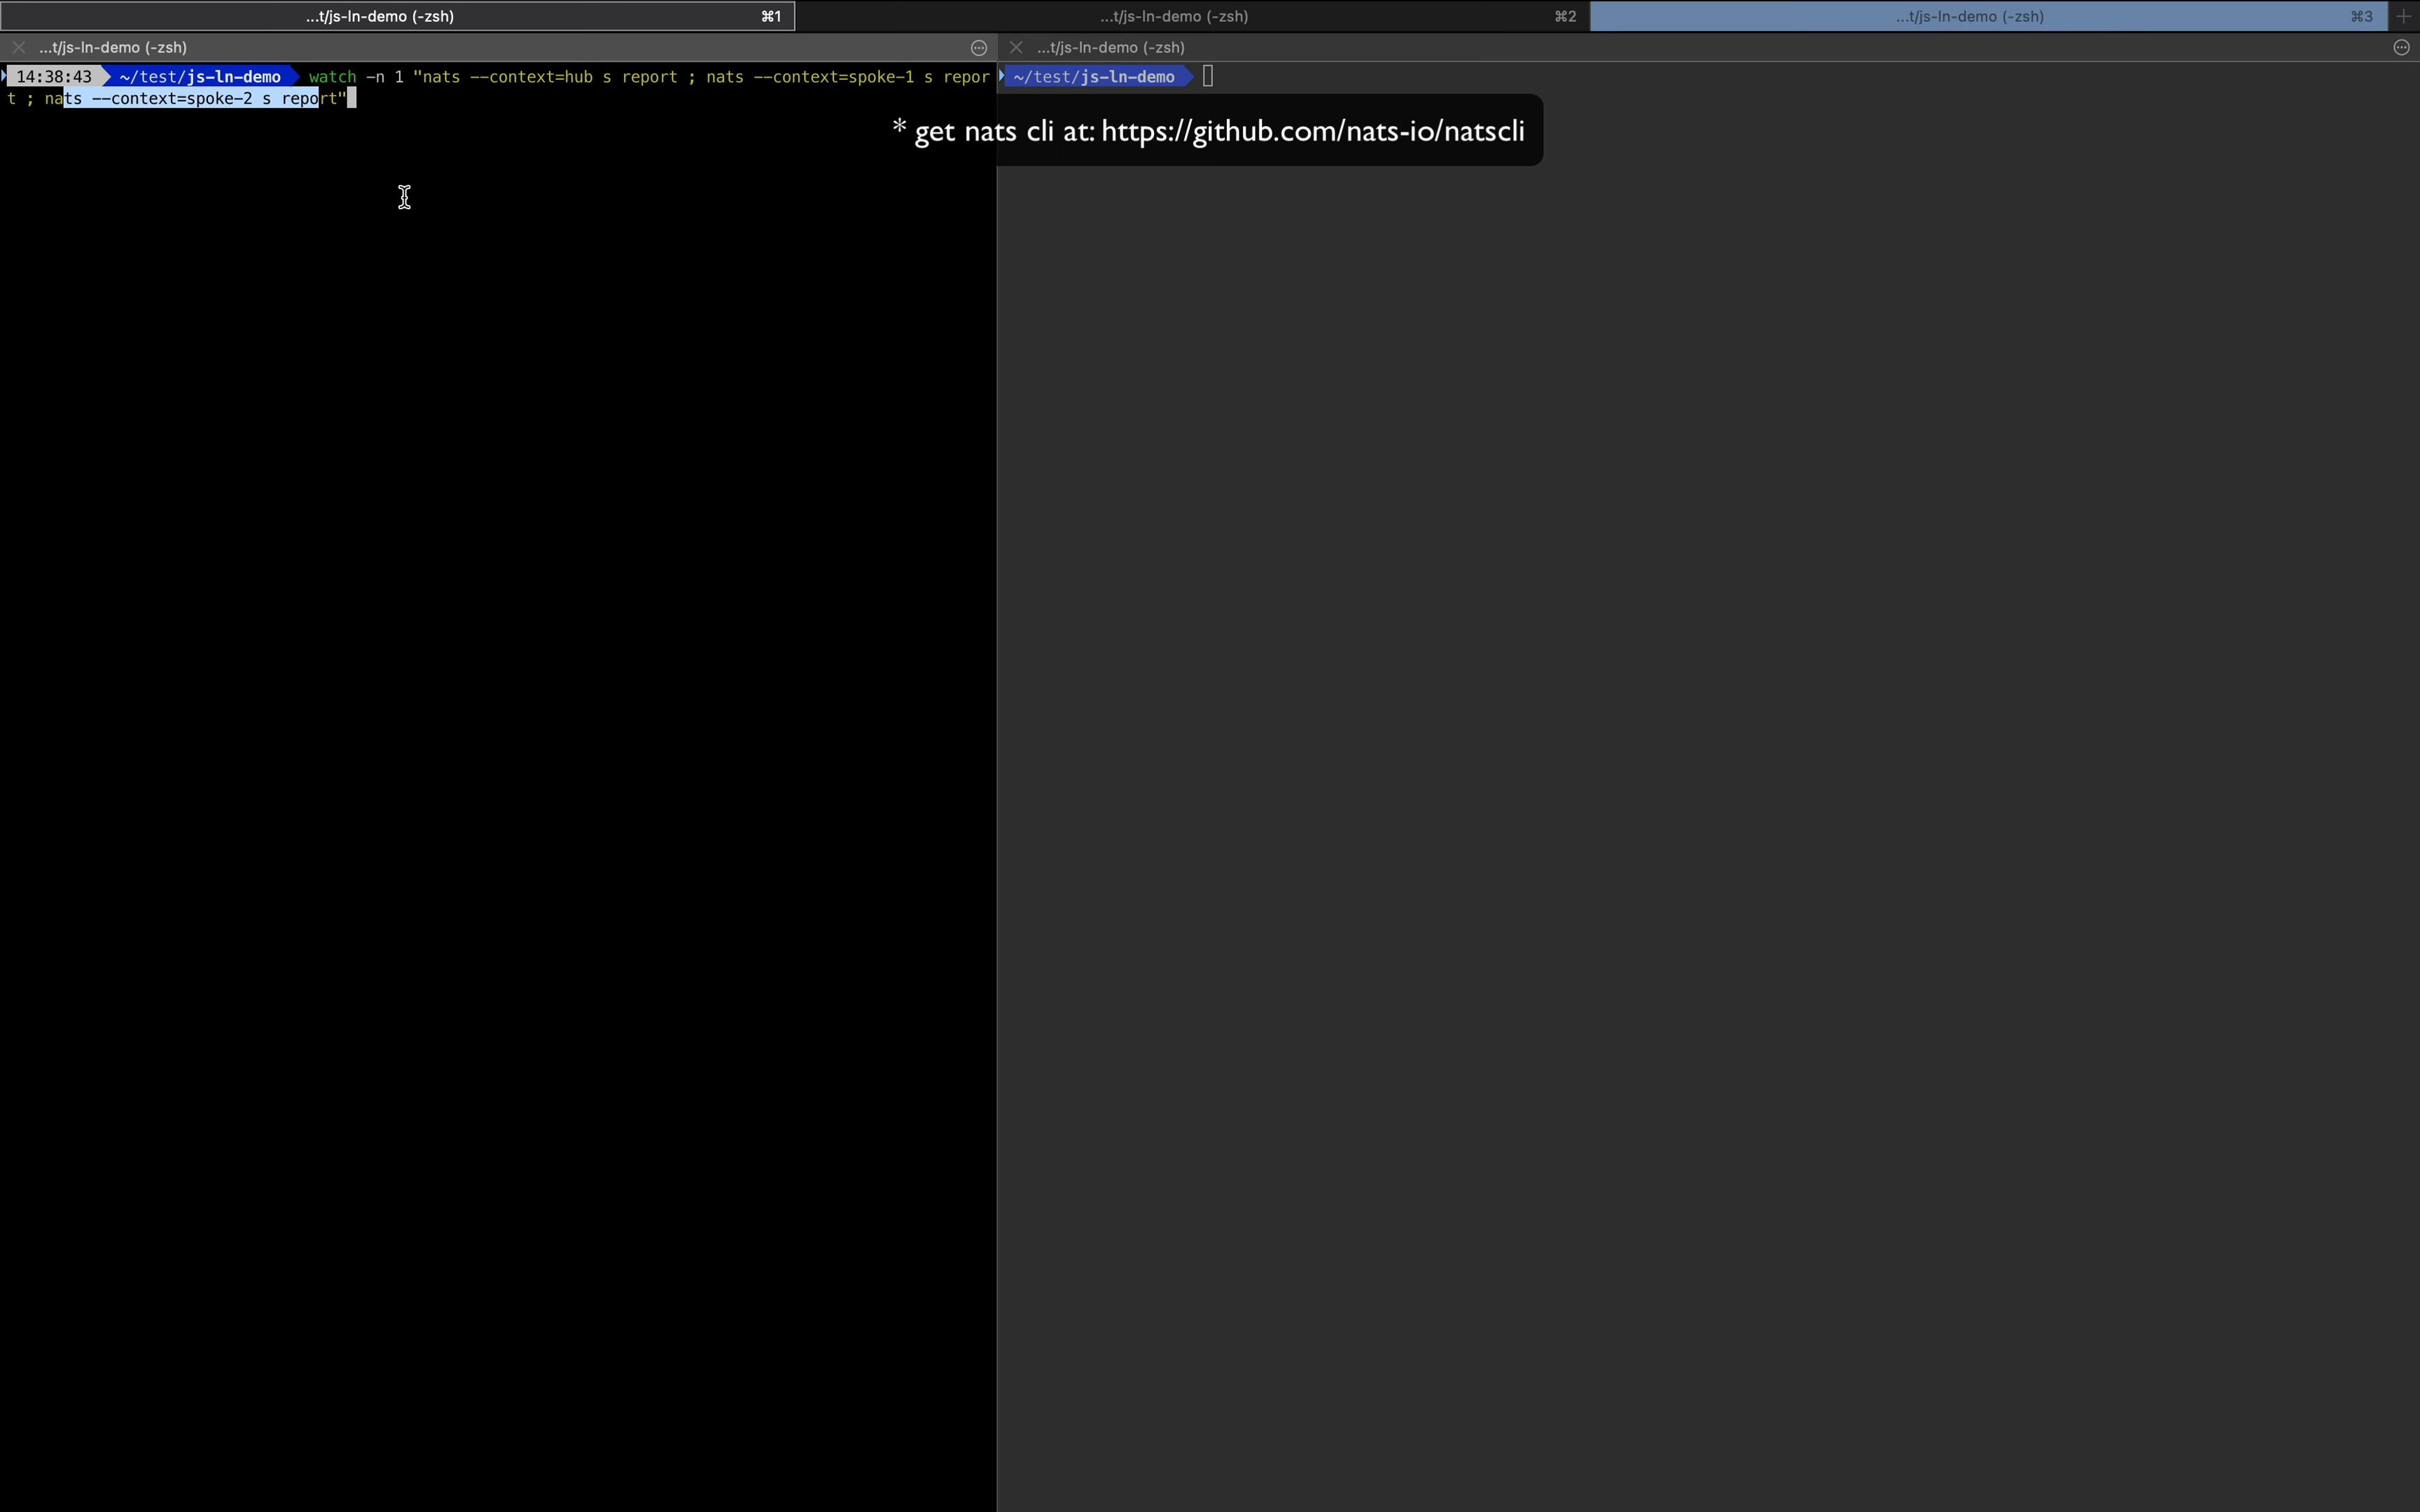 ...t/js-ln-demo (-zsh) ⌘1 ...t/js-ln-demo (-zsh) ⌘2 ...t/js-ln-demo (-zsh) ⌘3 +
...t/js-ln-demo (-zsh)
14:38:43 ~/test/js-ln-demo watch -n 1 "nats --context=hub s report ; nats --context=spoke-1 s repor
t ; nats --context=spoke-2 s report"
...t/js-ln-demo (-zsh)
~/test/js-ln-demo
* get nats cli at: https://github.com/nats-io/natscli